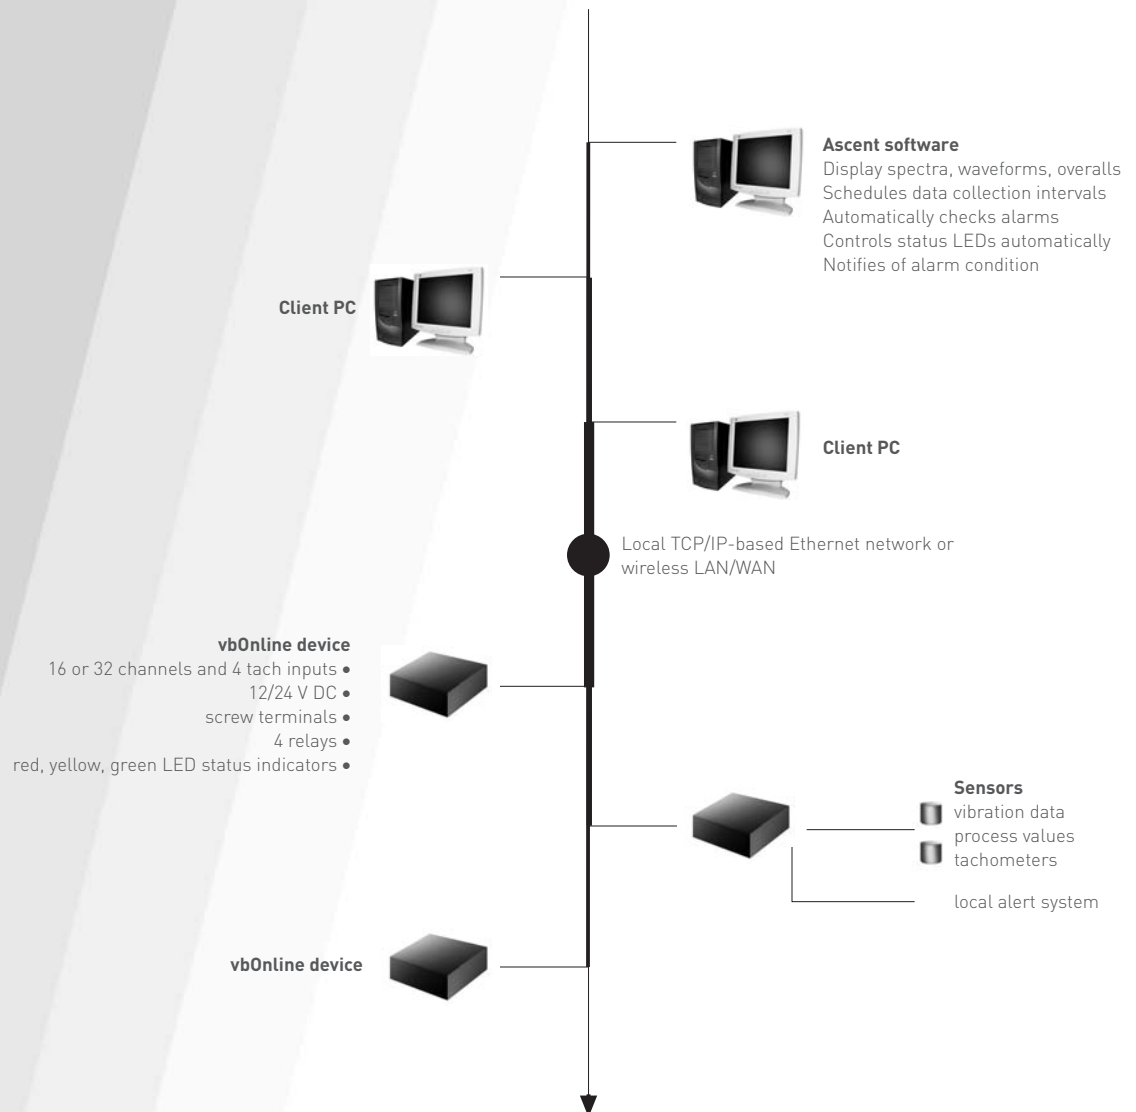 Ascent software
Display spectra, waveforms, overalls
Schedules data collection intervals
Automatically checks alarms
Controls status LEDs automatically
Notifies of alarm condition
Client PC
Client PC
Local TCP/IP-based Ethernet network or
wireless LAN/WAN
vbOnline device
16 or 32 channels and 4 tach inputs •
12/24 V DC •
screw terminals •
4 relays •
red, yellow, green LED status indicators •
Sensors
vibration data
process values
tachometers
local alert system
vbOnline device